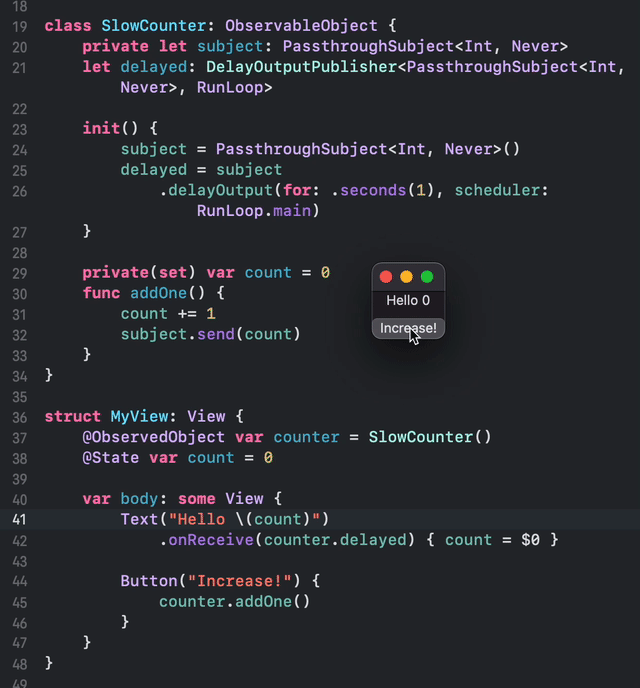 18
19 class SlowCounter: ObservableObject {
20 private let subject: PassthroughSubject<Int, Never>
21 let delayed: DelayOutputPublisher<PassthroughSubject<Int,
Never>, RunLoop>
22
23 init() {
24 subject = PassthroughSubject<Int, Never>()
25 delayed = subject
26 .delayOutput(for: .seconds(1), scheduler:
RunLoop.main)
27 }
28
29 private(set) var count = 0
30 func addOne() {
31 count += 1
32 subject.send(count)
33 }
34 }
35
36 struct MyView: View {
37 @ObservedObject var counter = SlowCounter()
38 @State var count = 0
39
40 var body: some View {
41 Text("Hello \(count)")
42 .onReceive(counter.delayed) { count = $0 }
43
44 Button("Increase!") {
45 counter.addOne()
46 }
47 }
48 }
49
Hello 0
Increase!